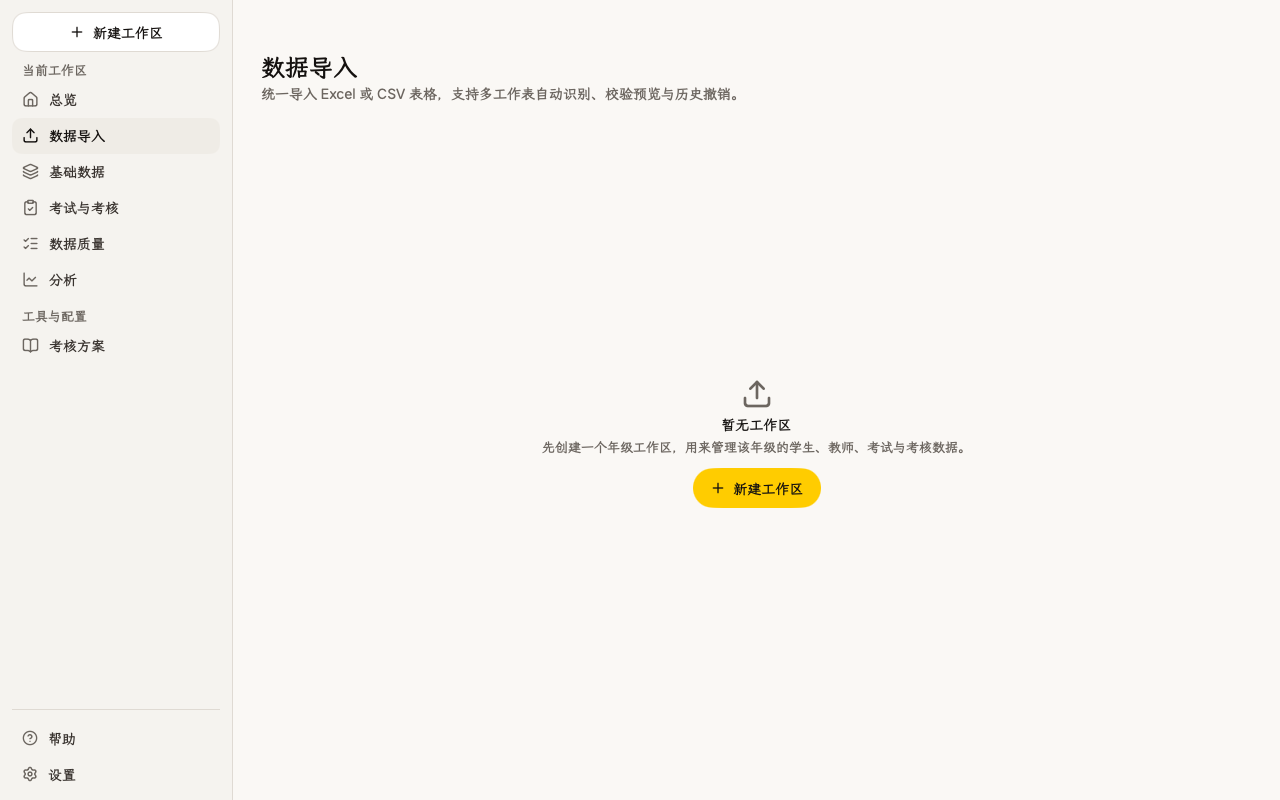 新建工作区
当前工作区
总览
数据导入
基础数据
考试与考核
数据质量
分析
工具与配置
考核方案
帮助
设置
数据导入
统一导入 Excel 或 CSV 表格，支持多工作表自动识别、校验预览与历史撤销。
暂无工作区
先创建一个年级工作区，用来管理该年级的学生、教师、考试与考核数据。
新建工作区